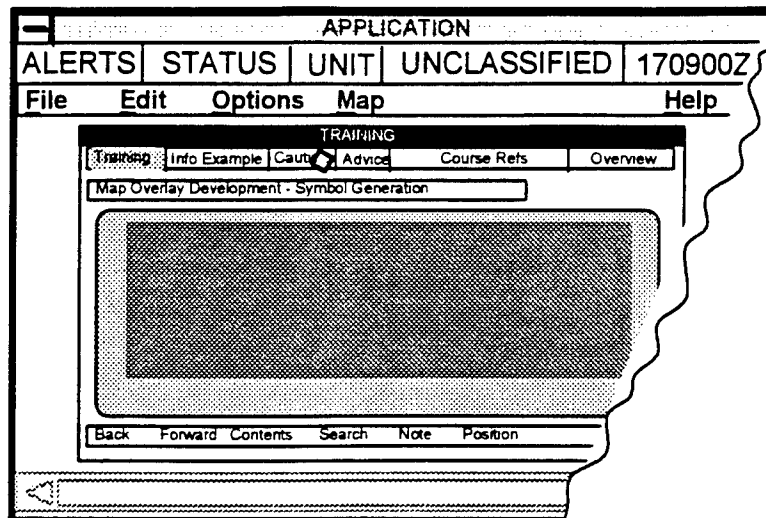 APPLICATION
ALERTS STATUS UNIT UNCLASSIFIED 170900Z
File Edit Options Map Help
TRAINING
Training Info Example Caut Advice Course Refs Overview
Map Overlay Development - Symbol Generation
Back Forward Contents Search Note Position